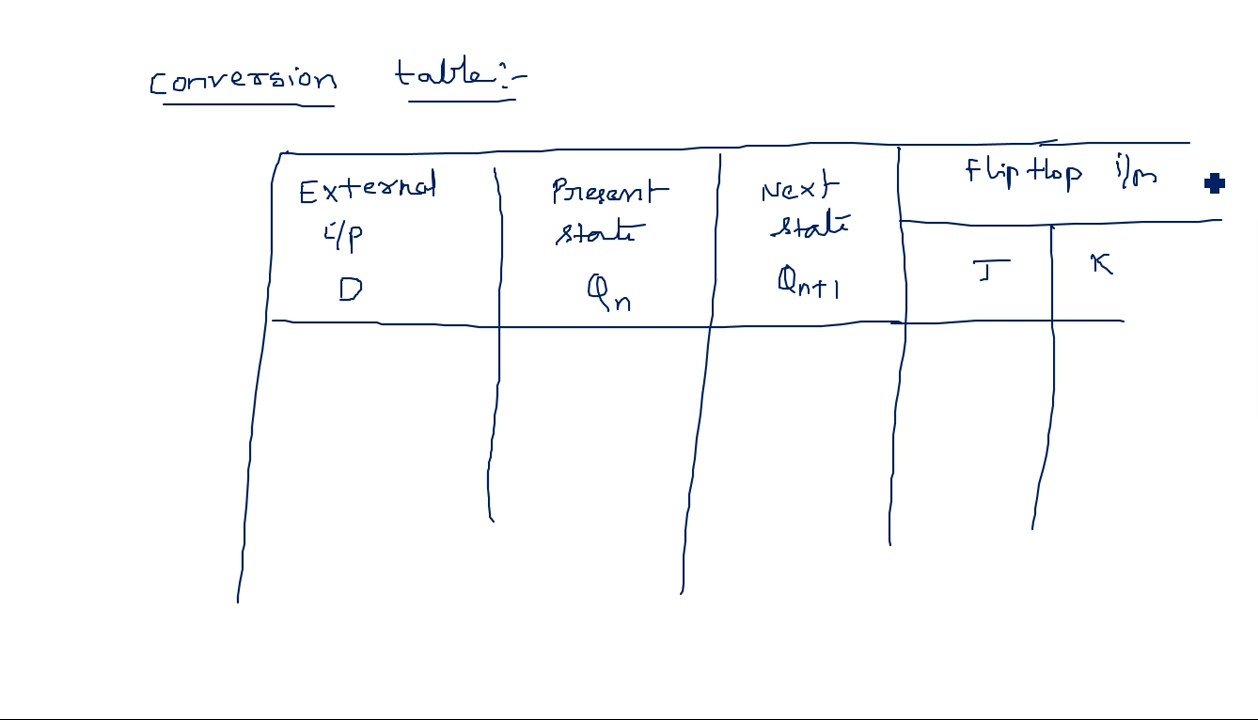 Conversion table:-
External
i/p
D
Present
state
Qn
Next
state
Qn+1
Flip flop
J
K